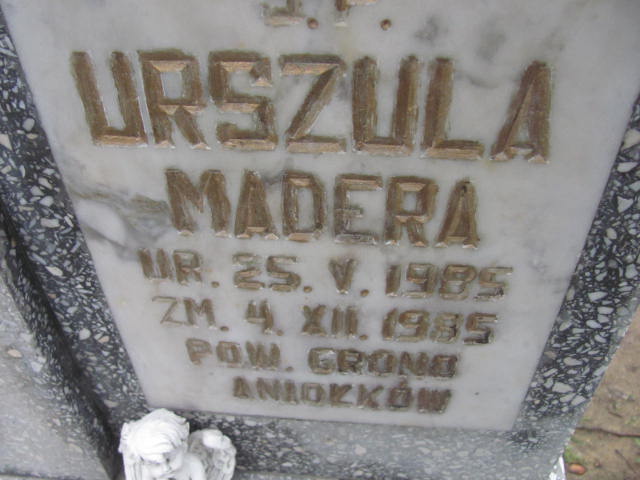 Ś.P.
URSZULA
MADERA
UR. 25. V. 1985
ZM. 4. XII. 1985
POW. GRONO
ANIOŁKÓW